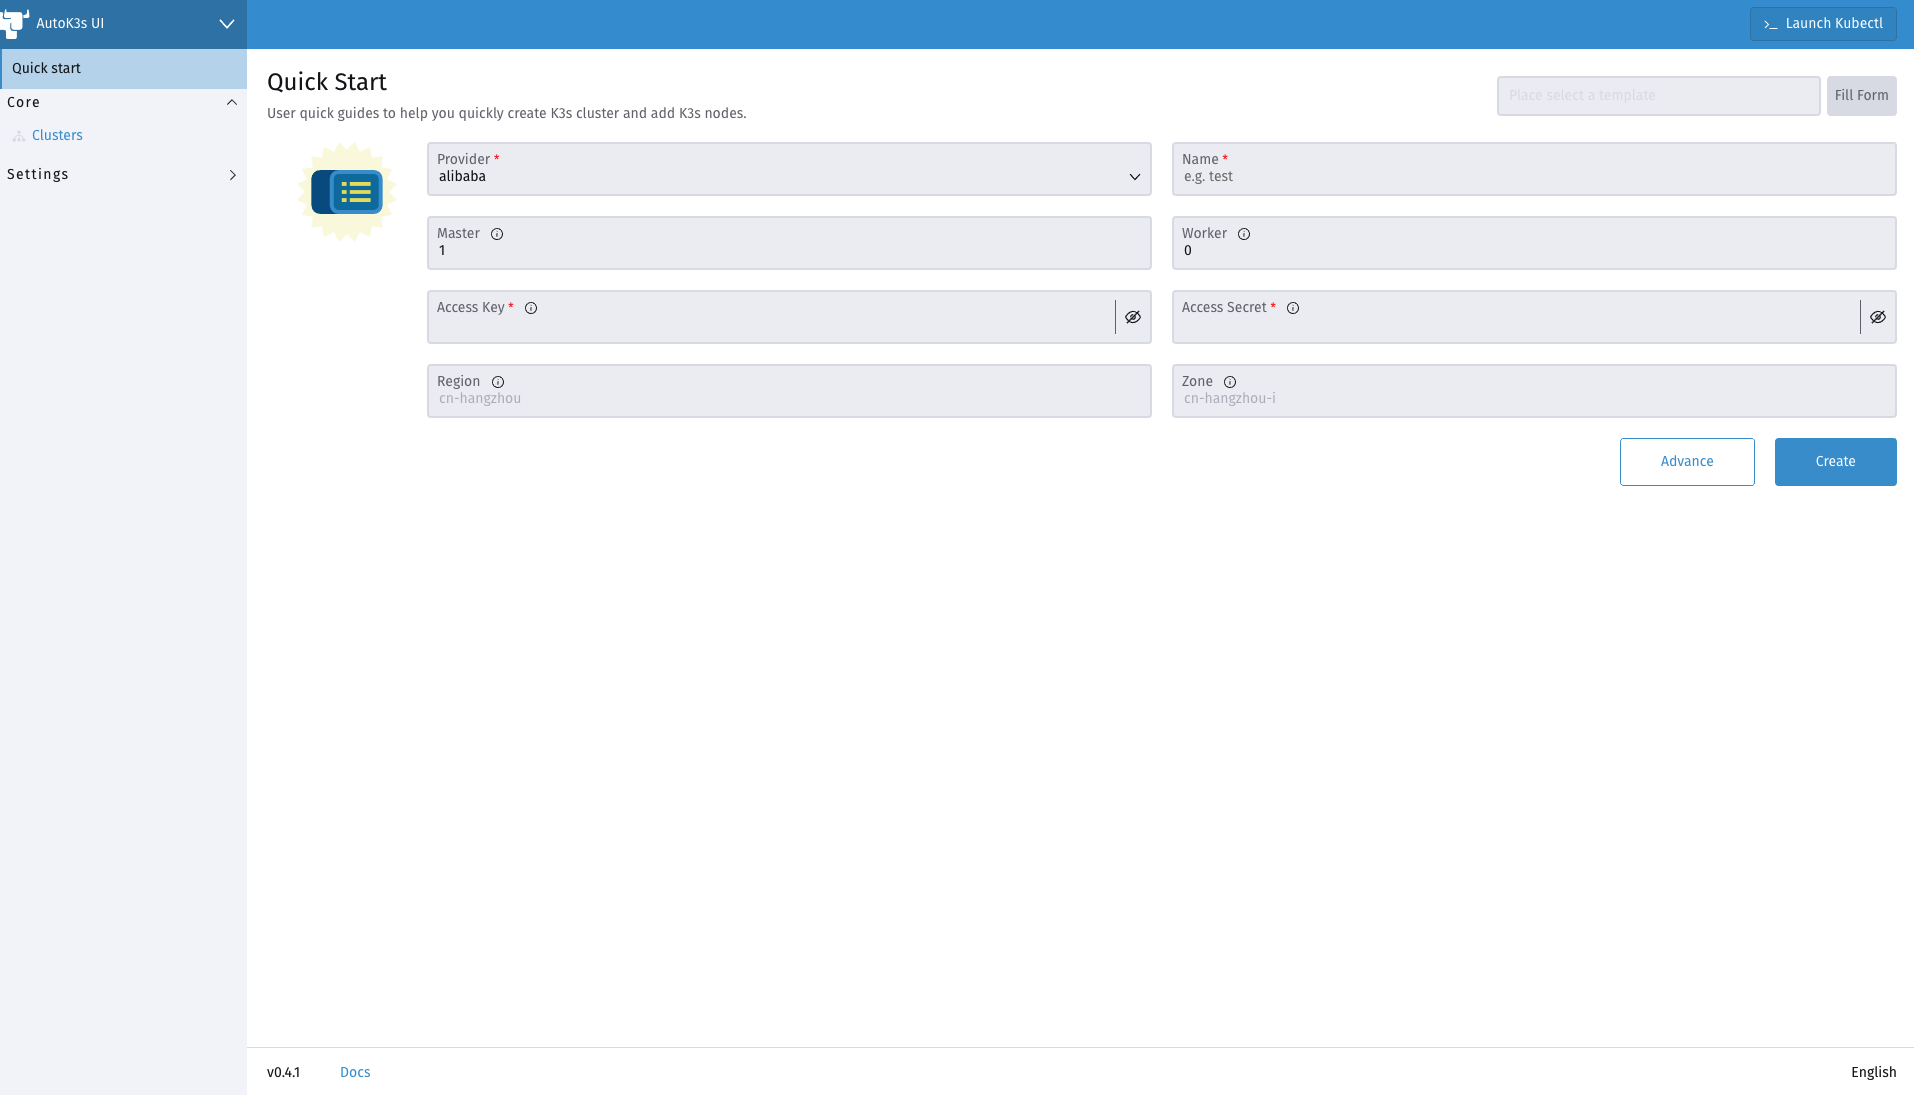 AutoK3s UI
>_ Launch Kubectl
Quick start
Core
Clusters
Settings
Quick Start
User quick guides to help you quickly create K3s cluster and add K3s nodes.
Place select a template
Fill Form
Provider *
alibaba
Name *
e.g. test
Master
1
Worker
0
Access Key *
Access Secret *
Region
cn-hangzhou
Zone
cn-hangzhou-i
Advance
Create
v0.4.1
Docs
English